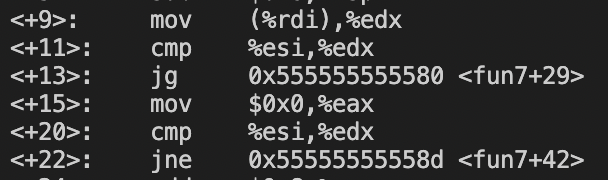 <+9>: mov (%rdi),%edx
<+11>: cmp %esi,%edx
<+13>: jg 0x555555555580 <fun7+29>
<+15>: mov $0x0,%eax
<+20>: cmp %esi,%edx
<+22>: jne 0x55555555558d <fun7+42>